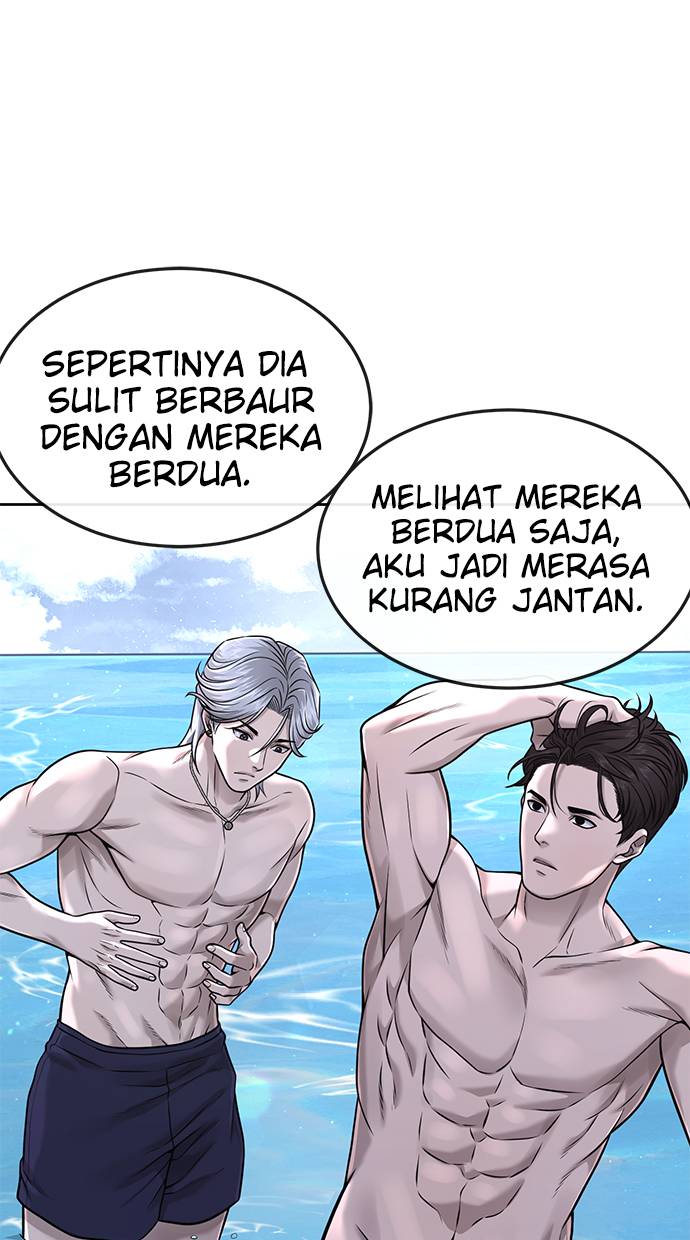 SEPERTINYA DIA
SULIT BERBAUR
DENGAN MEREKA
BERDUA.
MELIHAT MEREKA
BERDUA SAJA,
AKU JADI MERASA
KURANG JANTAN.